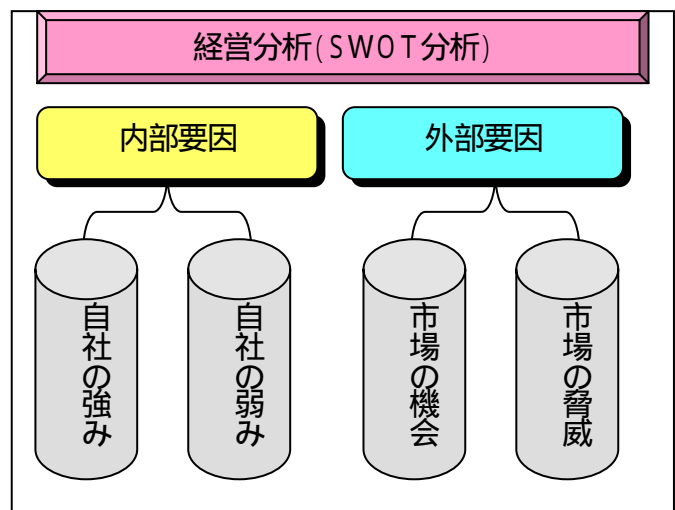 経営分析(SWOT分析)
内部要因
外部要因
自社の強み
自社の弱み
市場の機会
市場の脅威